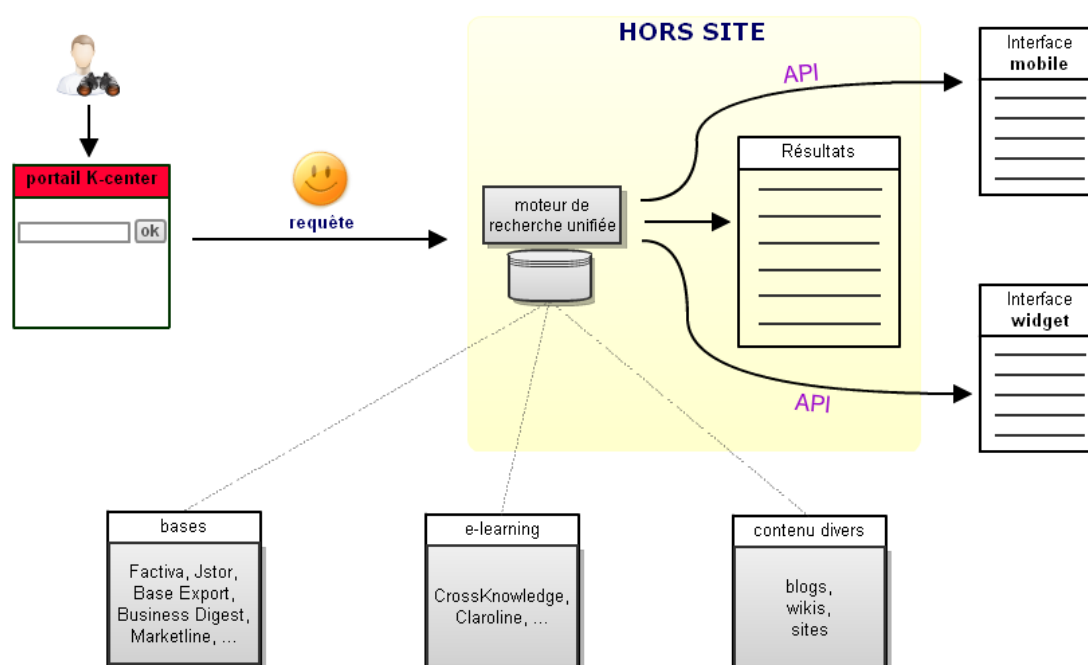 HORS SITE
API
Interface
mobile
portail K-center
ok
requête
moteur de
recherche unifiée
Résultats
Interface
widget
API
bases
Factiva, Jstor,
Base Export,
Business Digest,
Marketline, ...
e-learning
CrossKnowledge,
Claroline, ...
contenu divers
blogs,
wikis,
sites